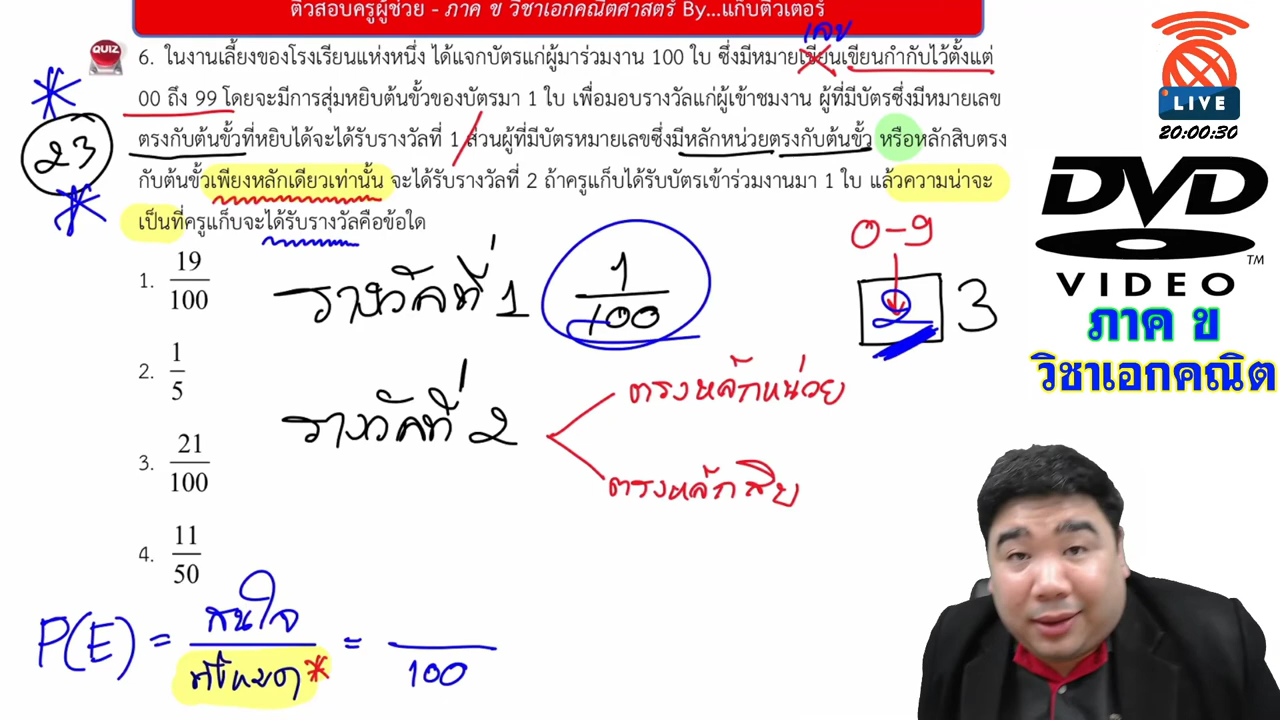 ติวสอบครูผู้ช่วย - ภาค ข วิชาเอกคณิตศาสตร์ By...แก๊บติวเตอร์
QUIZ
เลข
6. ในงานเลี้ยงของโรงเรียนแห่งหนึ่ง ได้แจกบัตรแก่ผู้มาร่วมงาน 100 ใบ ซึ่งมีหมายเขียนเขียนกำกับไว้ตั้งแต่
00 ถึง 99 โดยจะมีการสุ่มหยิบต้นขั้วของบัตรมา 1 ใบ เพื่อมอบรางวัลแก่ผู้เข้าชมงาน ผู้ที่มีบัตรซึ่งมีหมายเลข
ตรงกับต้นขั้วที่หยิบได้จะได้รับรางวัลที่ 1 ส่วนผู้ที่มีบัตรหมายเลขซึ่งมีหลักหน่วยตรงกับต้นขั้ว หรือหลักสิบตรง
กับต้นขั้วเพียงหลักเดียวเท่านั้น จะได้รับรางวัลที่ 2 ถ้าครูแก็บได้รับบัตรเข้าร่วมงานมา 1 ใบ แล้วความน่าจะ
เป็นที่ครูแก็บจะได้รับรางวัลคือข้อใด
23
1. 19/100
2. 1/5
3. 21/100
4. 11/50
รางวัลที่ 1 1/100
0-9
2 3
รางวัลที่ 2
ตรงหลักหน่วย
ตรงหลักสิบ
P(E) = สนใจ/ทั้งหมด* = /100
LIVE
20:00:30
DVD
VIDEO
TM
ภาค ข
วิชาเอกคณิต